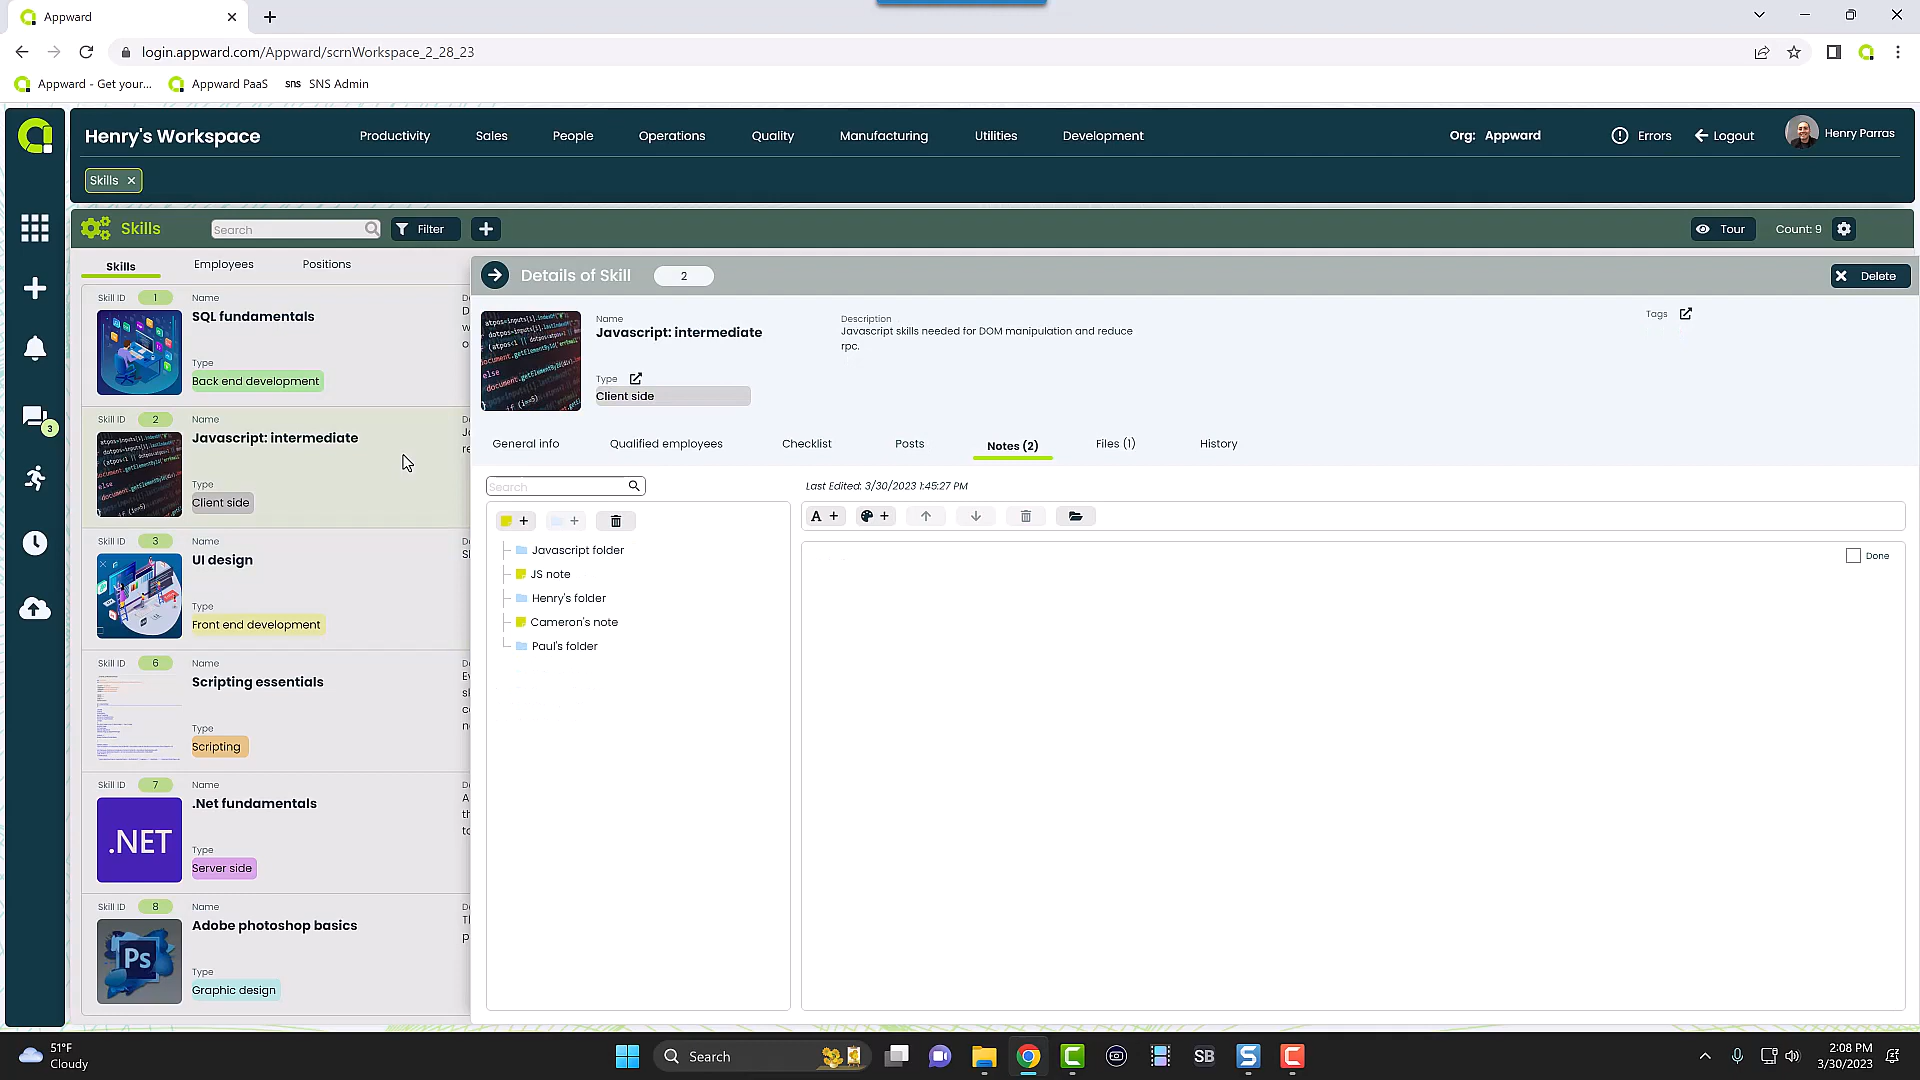 Appward
login.appward.com/Appward/scrnWorkspace_2_28_23
Appward - Get your...
Appward PaaS
sns SNS Admin
Henry's Workspace
Productivity
Sales
People
Operations
Quality
Manufacturing
Utilities
Development
Org: Appward
Errors
Logout
Henry Parras
Skills
Skills
Search
Filter
Tour
Count: 9
Skills
Employees
Positions
Skill ID 1
Name
SQL fundamentals
Type
Back end development
Skill ID 2
Name
Javascript: intermediate
Type
Client side
Skill ID 3
Name
UI design
Type
Front end development
Skill ID 6
Name
Scripting essentials
Type
Scripting
Skill ID 7
Name
.Net fundamentals
.NET
Type
Server side
Skill ID 8
Name
Adobe photoshop basics
Ps
Type
Graphic design
3
Details of Skill
2
Delete
Name
Javascript: intermediate
Type
Client side
Description
Javascript skills needed for DOM manipulation and reduce
rpc.
Tags
General info
Qualified employees
Checklist
Posts
Notes (2)
Files (1)
History
Search
Last Edited: 3/30/2023 1:45:27 PM
A +
Javascript folder
JS note
Henry's folder
Cameron's note
Paul's folder
Done
51°F
Cloudy
Search
SB
2:08 PM
3/30/2023